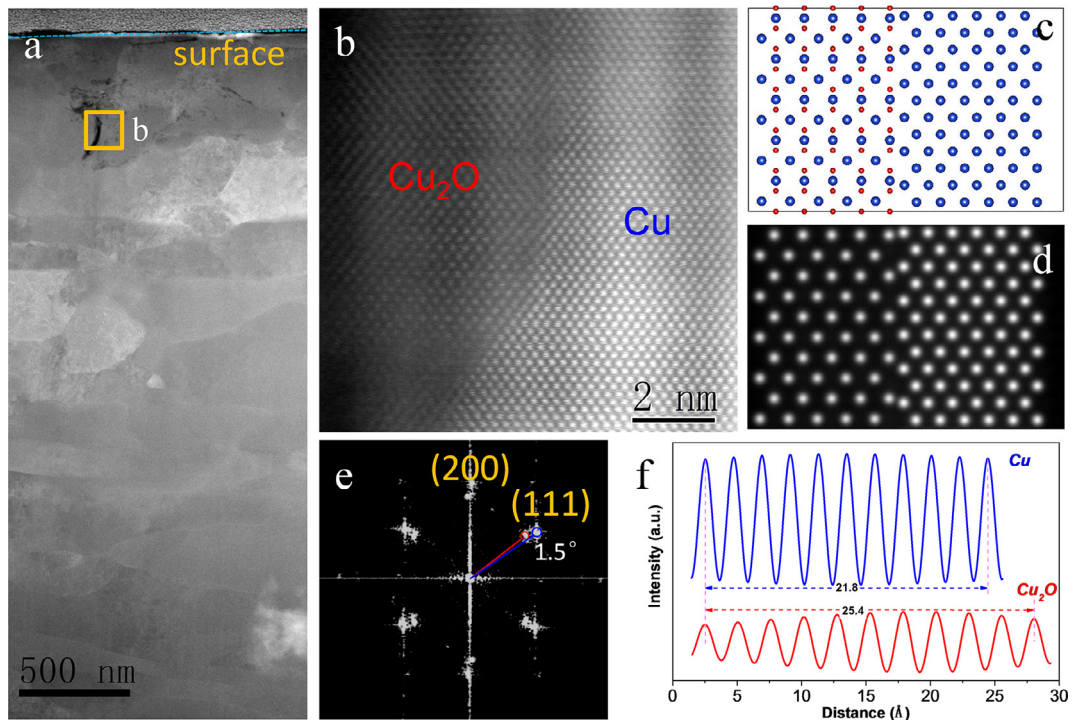 a
surface
b
500 nm
b
Cu₂O
Cu
2 nm
c
d
e
(200)
(111)
1.5°
f
Cu
21.8
Cu₂O
25.4
Intensity (a.u.)
0 5 10 15 20 25 30
Distance (Å)